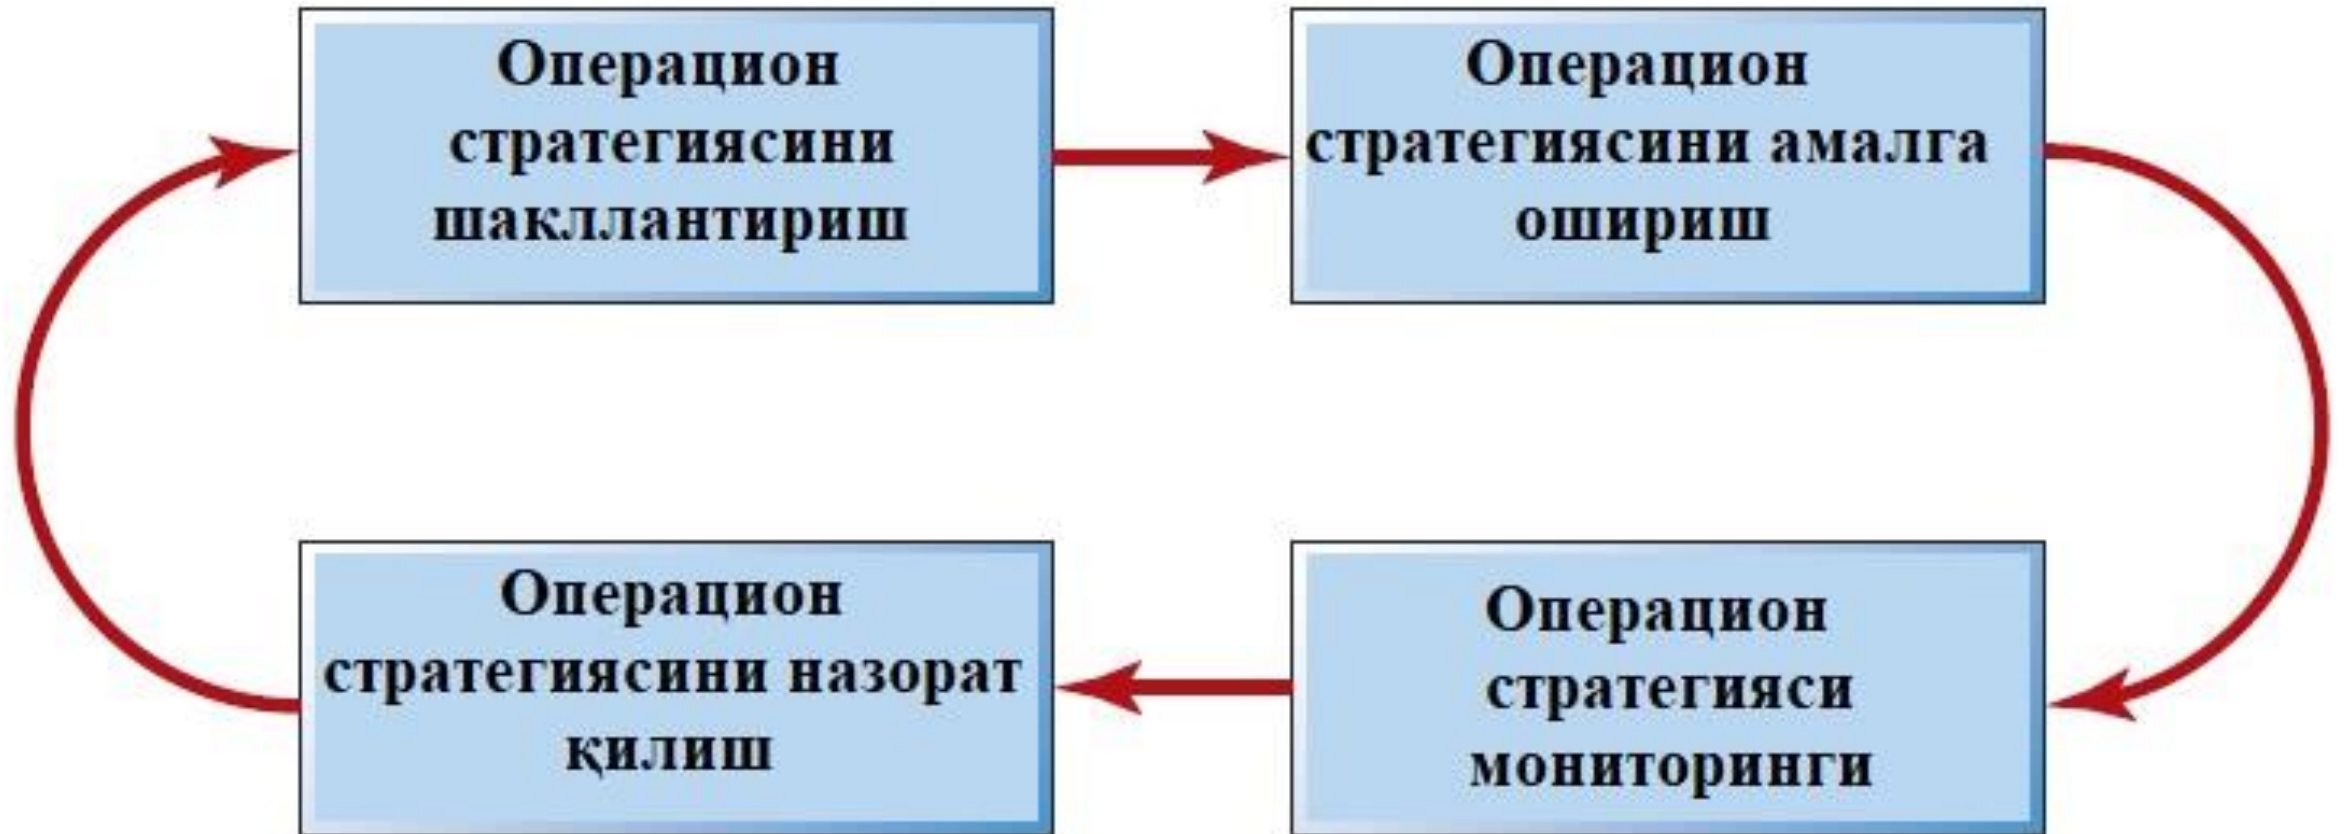 Операцион
стратегиясини
шакллантириш
Операцион
стратегиясини амалга
ошириш
Операцион
стратегиясини назорат
қилиш
Операцион
стратегияси
мониторинги